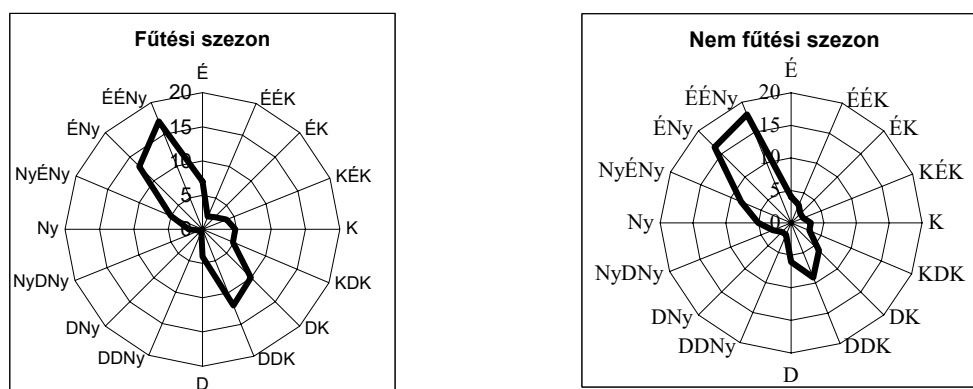 Fűtési szezon
É
ÉÉK
ÉK
KÉK
K
KDK
DK
DDK
D
DDNy
DNy
NyDNy
Ny
NyÉNy
ÉNy
ÉÉNy
20
15
10
5
0
Nem fűtési szezon
É
ÉÉK
ÉK
KÉK
K
KDK
DK
DDK
D
DDNy
DNy
NyDNy
Ny
NyÉNy
ÉNy
ÉÉNy
20
15
10
5
0